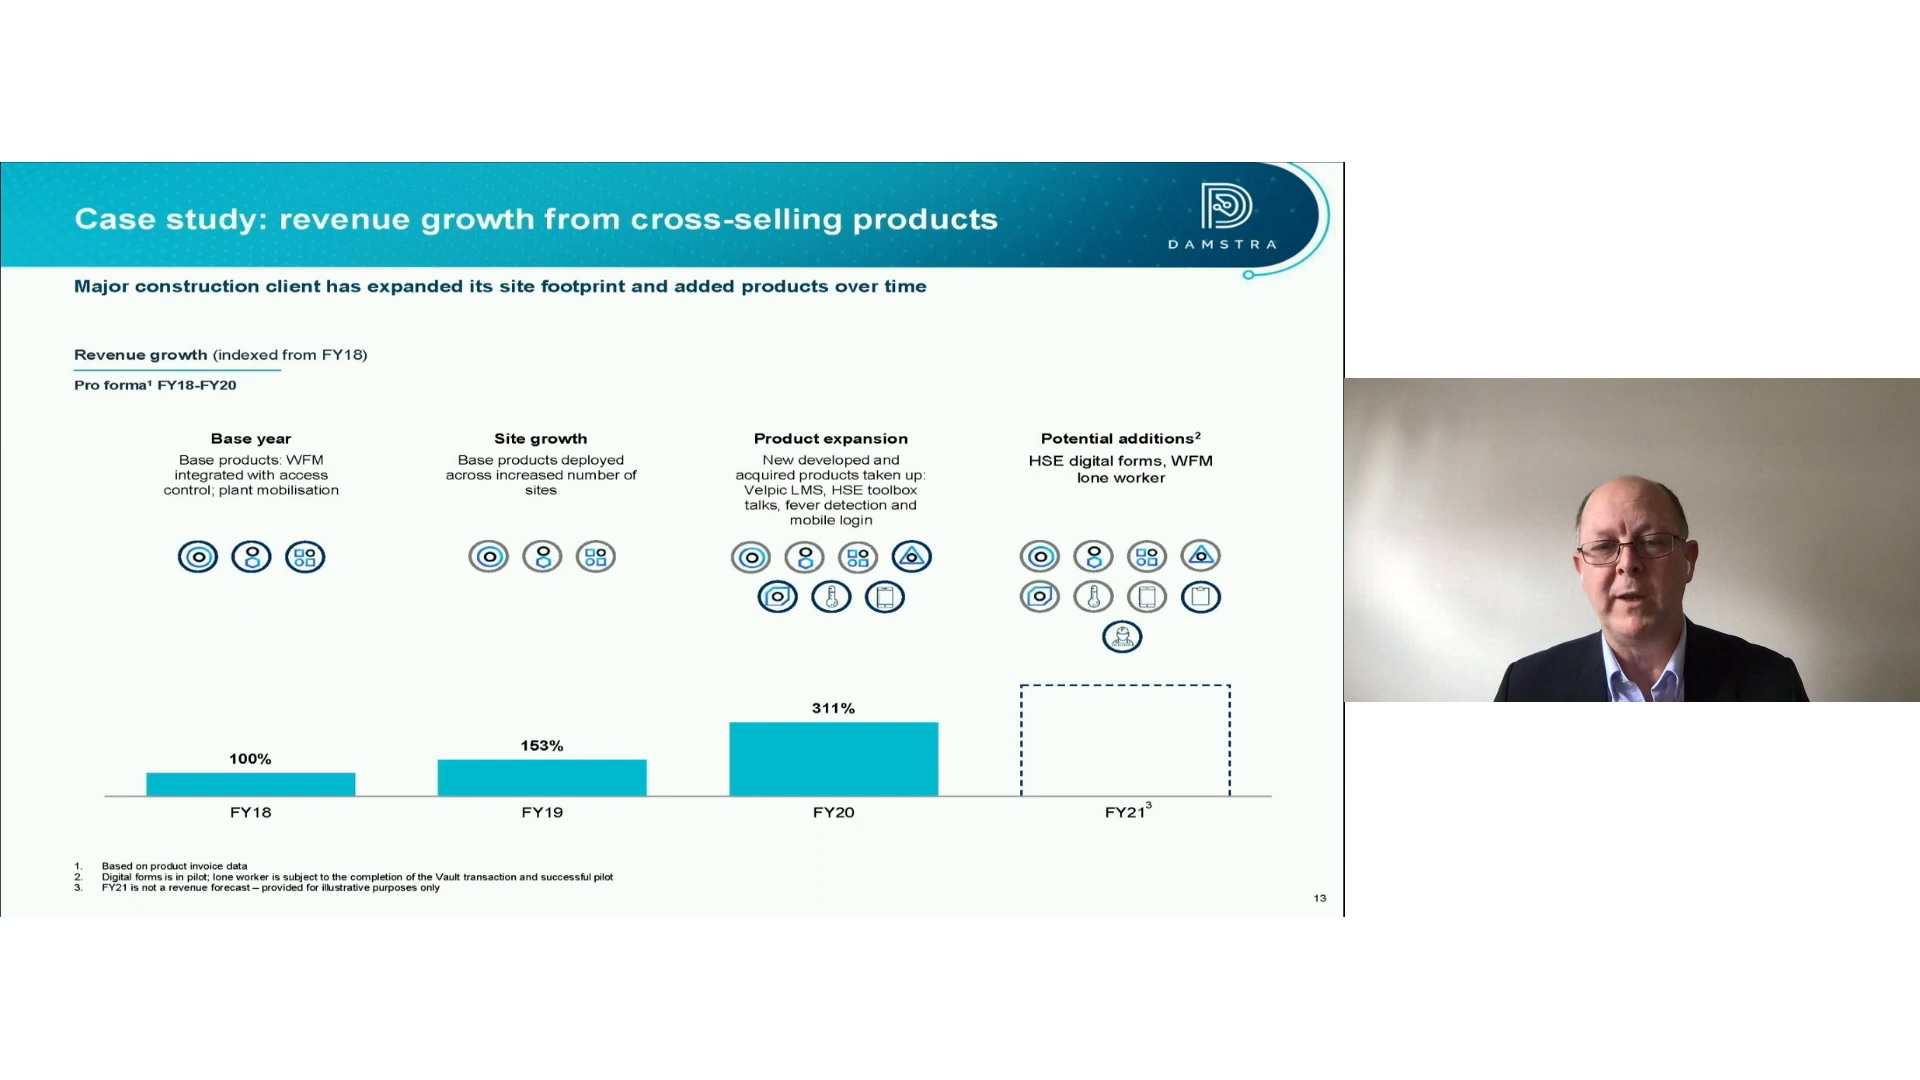 Case study: revenue growth from cross-selling products
DAMSTRA
Major construction client has expanded its site footprint and added products over time
Revenue growth (indexed from FY18)
Pro forma¹ FY18-FY20
Base year
Base products: WFM
integrated with access
control; plant mobilisation
Site growth
Base products deployed
across increased number of
sites
Product expansion
New developed and
acquired products taken up:
Velpic LMS, HSE toolbox
talks, fever detection and
mobile login
Potential additions²
HSE digital forms, WFM
lone worker
100%
153%
311%
FY18
FY19
FY20
FY21³
1. Based on product invoice data
2. Digital forms is in pilot; lone worker is subject to the completion of the Vault transaction and successful pilot
3. FY21 is not a revenue forecast – provided for illustrative purposes only
13